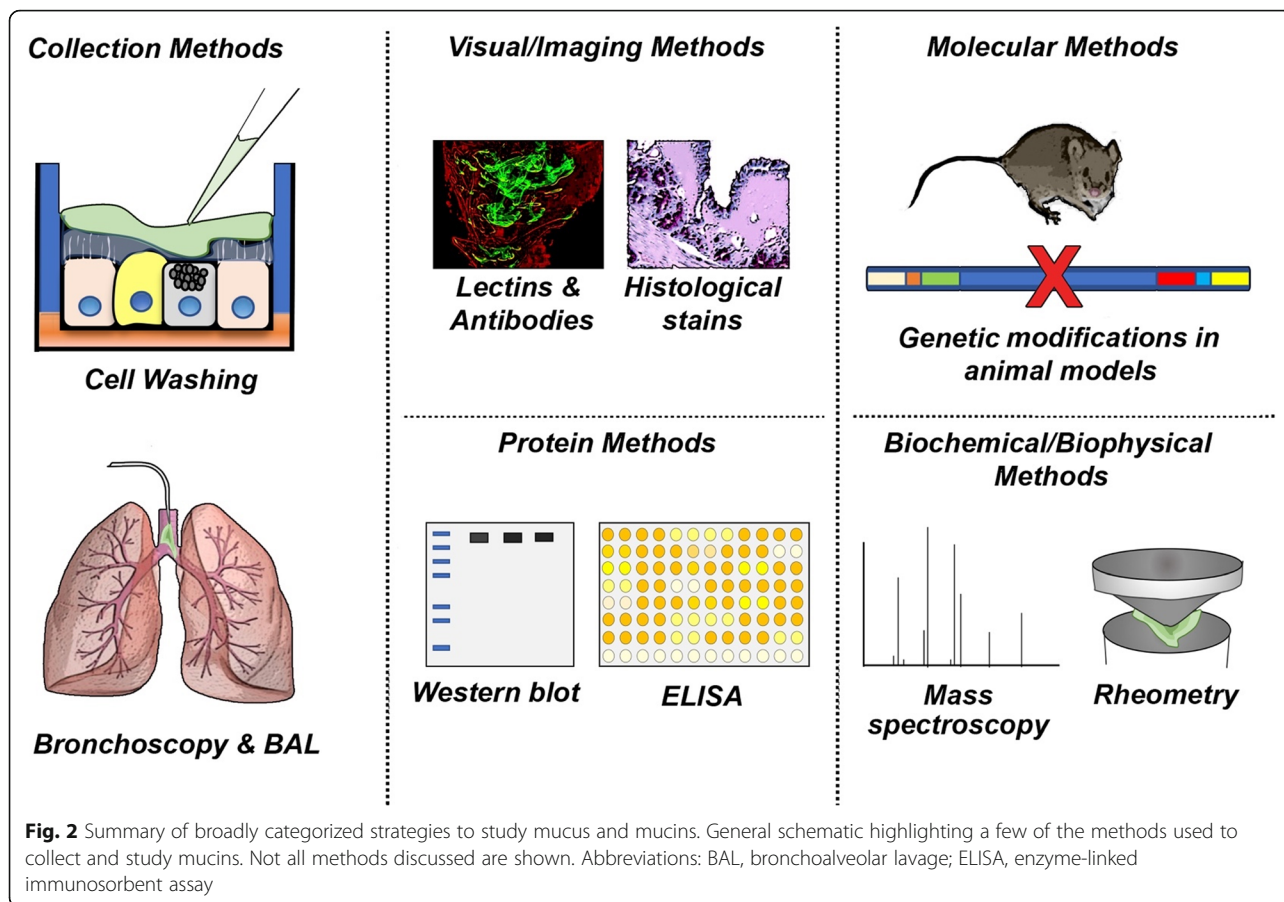 Collection Methods
Cell Washing
Bronchoscopy & BAL
Visual/Imaging Methods
Lectins &
Antibodies
Histological
stains
Protein Methods
Western blot
ELISA
Molecular Methods
Genetic modifications in
animal models
Biochemical/Biophysical
Methods
Mass
spectroscopy
Rheometry
Fig. 2 Summary of broadly categorized strategies to study mucus and mucins. General schematic highlighting a few of the methods used to
collect and study mucins. Not all methods discussed are shown. Abbreviations: BAL, bronchoalveolar lavage; ELISA, enzyme-linked
immunosorbent assay